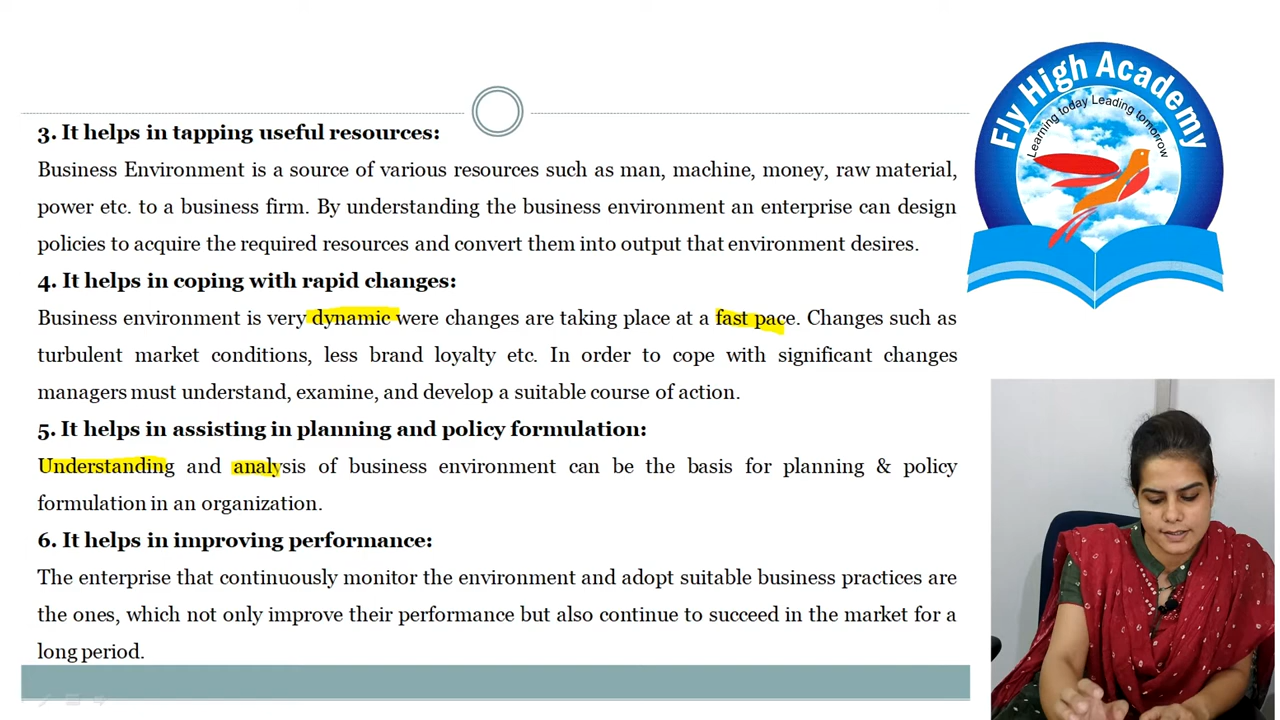 3. It helps in tapping useful resources:
Business Environment is a source of various resources such as man, machine, money, raw material,
power etc. to a business firm. By understanding the business environment an enterprise can design
policies to acquire the required resources and convert them into output that environment desires.
4. It helps in coping with rapid changes:
Business environment is very dynamic were changes are taking place at a fast pace. Changes such as
turbulent market conditions, less brand loyalty etc. In order to cope with significant changes
managers must understand, examine, and develop a suitable course of action.
5. It helps in assisting in planning and policy formulation:
Understanding and analysis of business environment can be the basis for planning & policy
formulation in an organization.
6. It helps in improving performance:
The enterprise that continuously monitor the environment and adopt suitable business practices are
the ones, which not only improve their performance but also continue to succeed in the market for a
long period.
Fly High Academy
Learning today Leading tomorrow